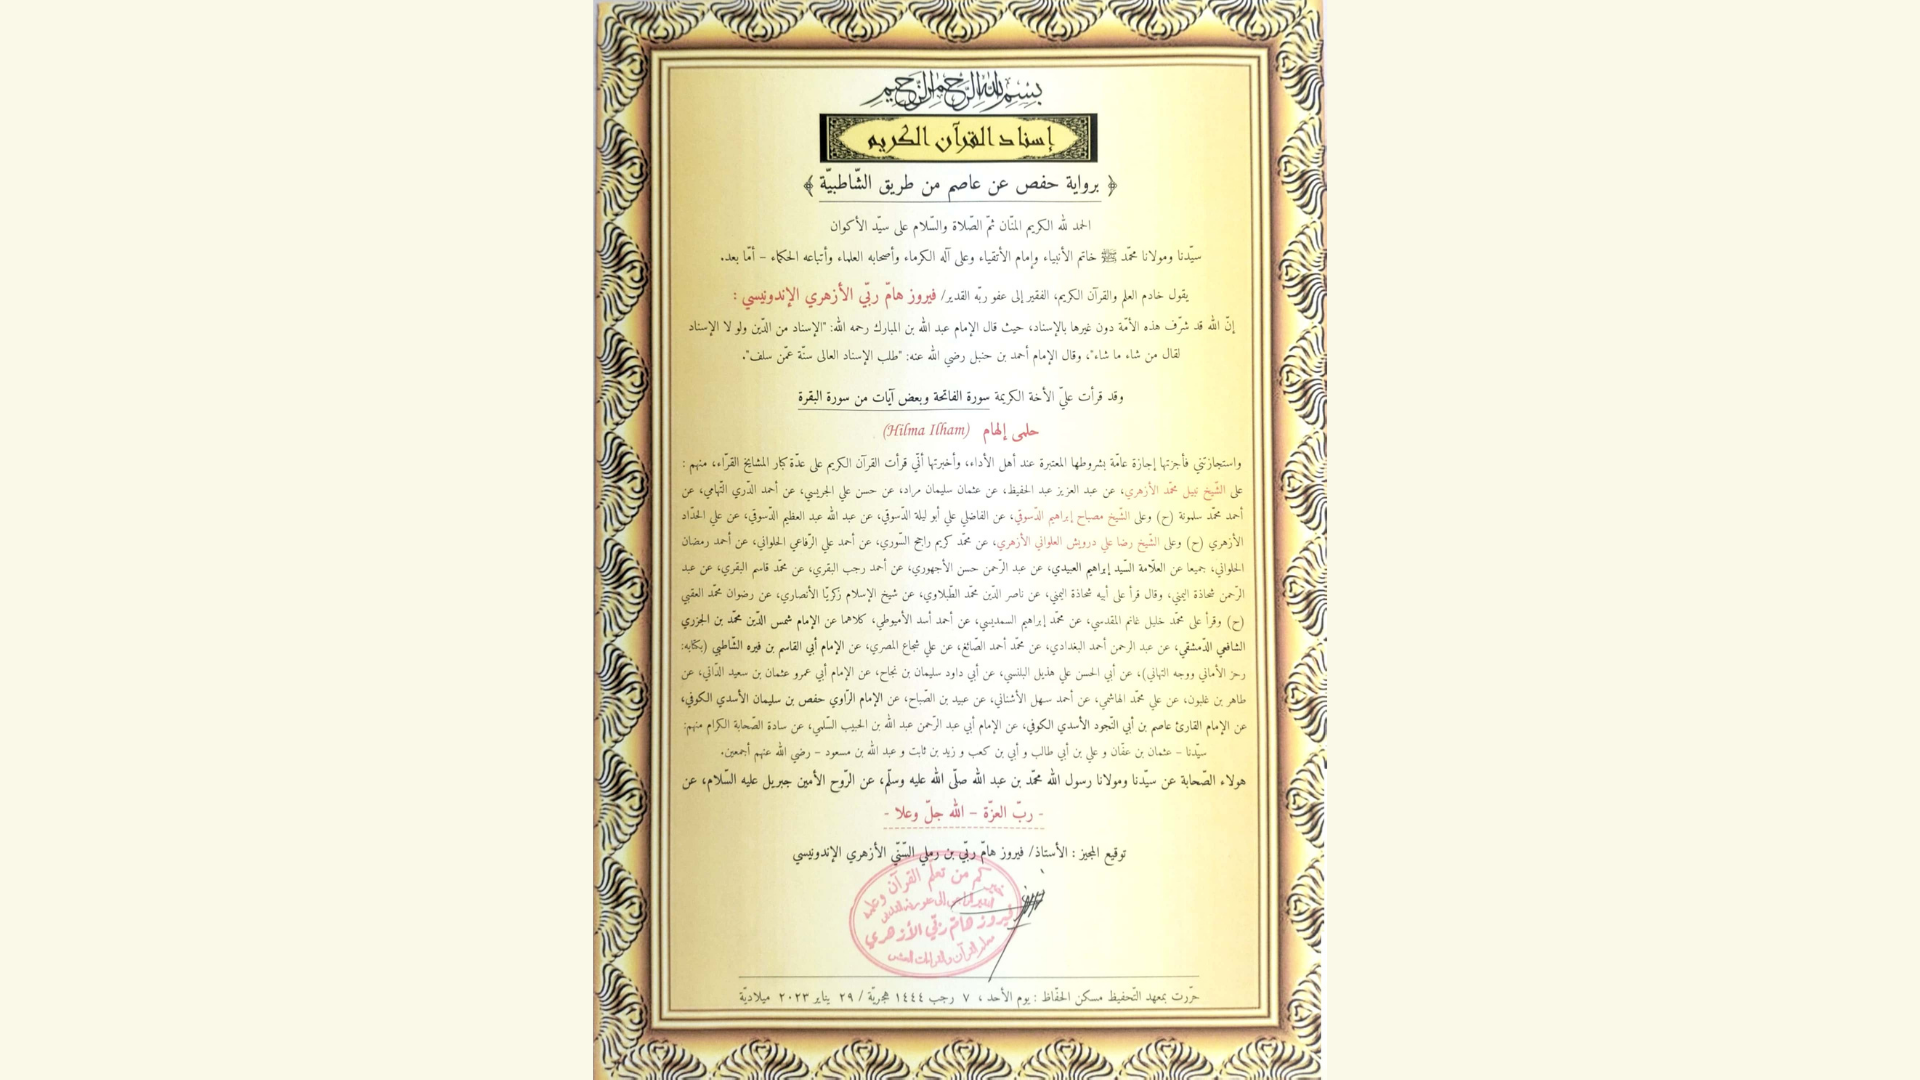 بسم الله الرحمن الرحيم
إسناد القرآن الكريم
﴿ برواية حفص عن عاصم من طريق الشّاطبيّة ﴾
الحمد لله الكريم المنّان ثمّ الصّلاة والسّلام على سيّد الأكوان
سيّدنا ومولانا محمّد ﷺ خاتم الأنبياء وإمام الأتقياء وعلى آله الكرماء وأصحابه العلماء وأتباعه الحكماء – أمّا بعد.
يقول خادم العلم والقرآن الكريم، الفقير إلى عفو ربّه القدير/ فيروز هامّ ربّي الأزهري الإندونيسي :
إنّ الله قد شرّف هذه الأمّة دون غيرها بالإسناد، حيث قال الإمام عبد الله بن المبارك رحمه الله: "الإسناد من الدّين ولو لا الإسناد
لقال من شاء ما شاء"، وقال الإمام أحمد بن حنبل رضي الله عنه: "طلب الإسناد العالى سنّة عمّن سلف".
وقد قرأت عليّ الأخة الكريمة سورة الفاتحة وبعض آيات من سورة البقرة
حلمى إلهام (Hilma Ilham)
واستجازتني فأجزتها إجازة عامّة بشروطها المعتبرة عند أهل الأداء، وأخبرتها أنّي قرأت القرآن الكريم على عدّة كبار المشايخ القرّاء، منهم :
على الشّيخ نبيل محمّد الأزهري، عن عبد العزيز عبد الحفيظ، عن عثمان سليمان مراد، عن حسن علي الجريسي، عن أحمد الدّري التّهامي، عن
أحمد محمّد سلمونة (ح) وعلى الشّيخ مصباح إبراهيم الدّسوقي، عن الفاضلي علي أبو ليلة الدّسوقي، عن عبد الله عبد العظيم الدّسوقي، عن علي الحدّاد
الأزهري (ح) وعلى الشّيخ رضا علي درويش العلواني الأزهري، عن محمّد كريم راجح السّوري، عن أحمد علي الرّفاعي الحلواني، عن أحمد رمضان
الحلواني، جميعا عن العلّامة السّيد إبراهيم العبيدي، عن عبد الرّحمن حسن الأجهوري، عن أحمد رجب البقري، عن محمّد قاسم البقري، عن عبد
الرّحمن شحاذة اليمني، وقال قرأ على أبيه شحاذة اليمني، عن ناصر الدّين محمّد الطّبلاوي، عن شيخ الإسلام زكريّا الأنصاري، عن رضوان محمّد العقبي
(ح) وقرأ على محمّد خليل غانم المقدسي، عن محمّد إبراهيم السمديسي، عن أحمد أسد الأميوطي، كلاهما عن الإمام شمس الدّين محمّد بن الجزري
الشافعي الدّمشقي، عن عبد الرحمن أحمد البغدادي، عن محمّد أحمد الصّائغ، عن علي شجاع المصري، عن الإمام أبي القاسم بن فيره الشّاطبي (بكتابه:
رحز الأماني ووجه التهاني)، عن أبي الحسن علي هذيل البلنسي، عن أبي داود سليمان بن نجاح، عن الإمام أبي عمرو عثمان بن سعيد الدّاني، عن
طاهر بن غلبون، عن علي محمّد الهاشمي، عن أحمد سهل الأشناني، عن عبيد بن الصّباح، عن الإمام الرّاوي حفص بن سليمان الأسدي الكوفي،
عن الإمام القارئ عاصم بن أبي النّجود الأسدي الكوفي، عن الإمام أبي عبد الرّحمن عبد الله بن الحبيب السّلمي، عن سادة الصّحابة الكرام منهم:
سيّدنا – عثمان بن عفّان و علي بن أبي طالب و أبي بن كعب و زيد بن ثابت و عبد الله بن مسعود – رضي الله عنهم أجمعين.
هولاء الصّحابة عن سيّدنا ومولانا رسول الله محمّد بن عبد الله صلّى الله عليه وسلّم، عن الرّوح الأمين جبريل عليه السّلام، عن
- ربّ العزّة – الله جلّ وعلا -
توقيع المجيز : الأستاذ/ فيروز هامّ ربّي بن رملي السّنّي الأزهري الإندونيسي
من تعلم القرآن وعلمه
فيروز هامّ ربّي الأزهري
معلم القرآن والقراءات العشر
حرّرت بمعهد التّحفيظ مسكن الحفّاظ : يوم الأحد ، ٧ رجب ١٤٤٤ هجريّة / ٢٩ يناير ٢٠٢٣ ميلاديّة